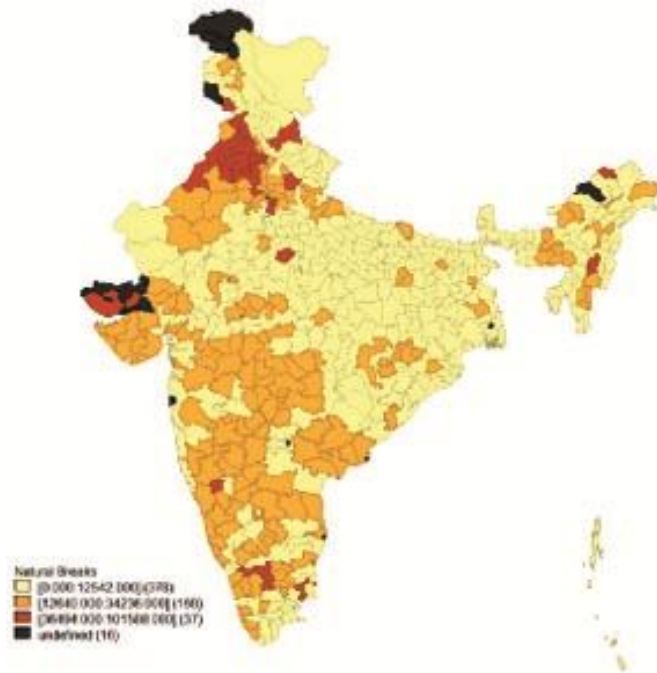 Natural Breaks
[0.000:12542.000] (378)
[12640.000:34236.000] (168)
[36494.000:101588.000] (37)
undefined (16)